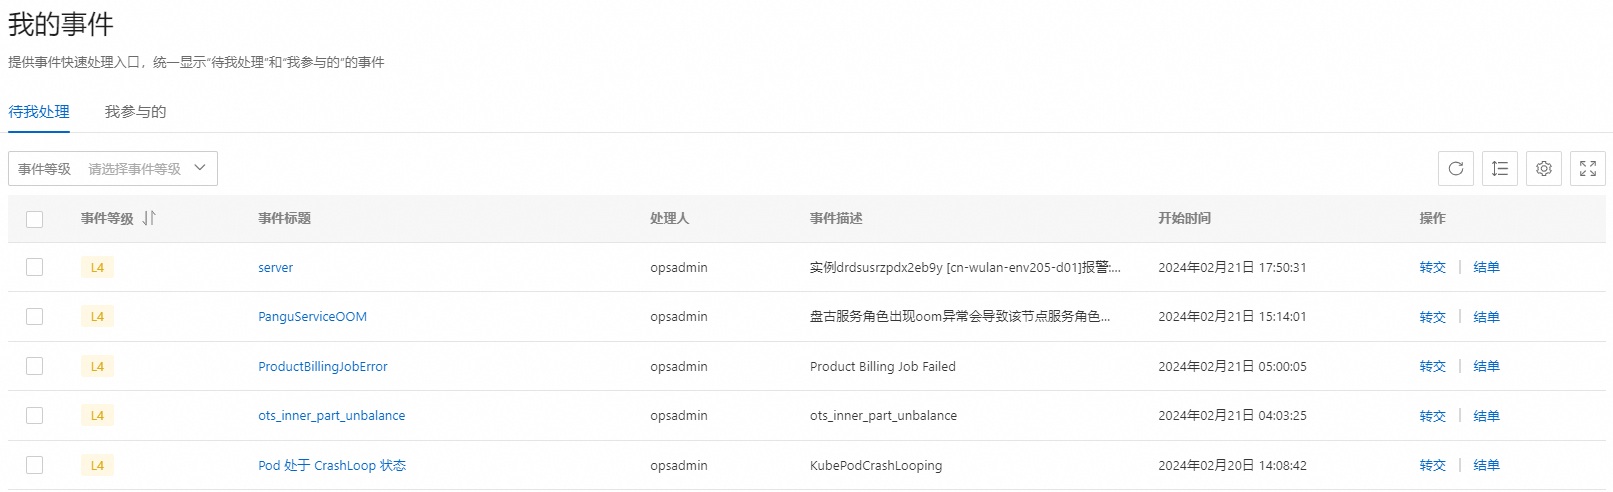 我的事件
提供事件快速处理入口，统一显示“待我处理”和“我参与的”的事件
待我处理 我参与的
事件等级 请选择事件等级
事件等级 事件标题 处理人 事件描述 开始时间 操作
L4 server opsadmin 实例drdsusrzpdx2eb9y [cn-wulan-env205-d01]报警:... 2024年02月21日 17:50:31 转交 结单
L4 PanguServiceOOM opsadmin 盘古服务角色出现oom异常会导致该节点服务角色... 2024年02月21日 15:14:01 转交 结单
L4 ProductBillingJobError opsadmin Product Billing Job Failed 2024年02月21日 05:00:05 转交 结单
L4 ots_inner_part_unbalance opsadmin ots_inner_part_unbalance 2024年02月21日 04:03:25 转交 结单
L4 Pod 处于 CrashLoop 状态 opsadmin KubePodCrashLooping 2024年02月20日 14:08:42 转交 结单